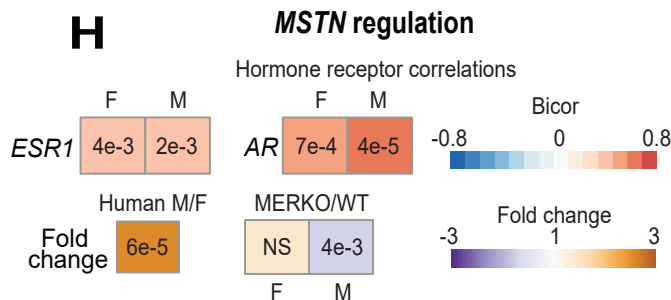 H
MSTN regulation
Hormone receptor correlations
F M F M Bicor
ESR1 4e-3 2e-3 AR 7e-4 4e-5 -0.8 0 0.8
Human M/F MERKO/WT Fold change
Fold change 6e-5 NS 4e-3 -3 1 3
F M